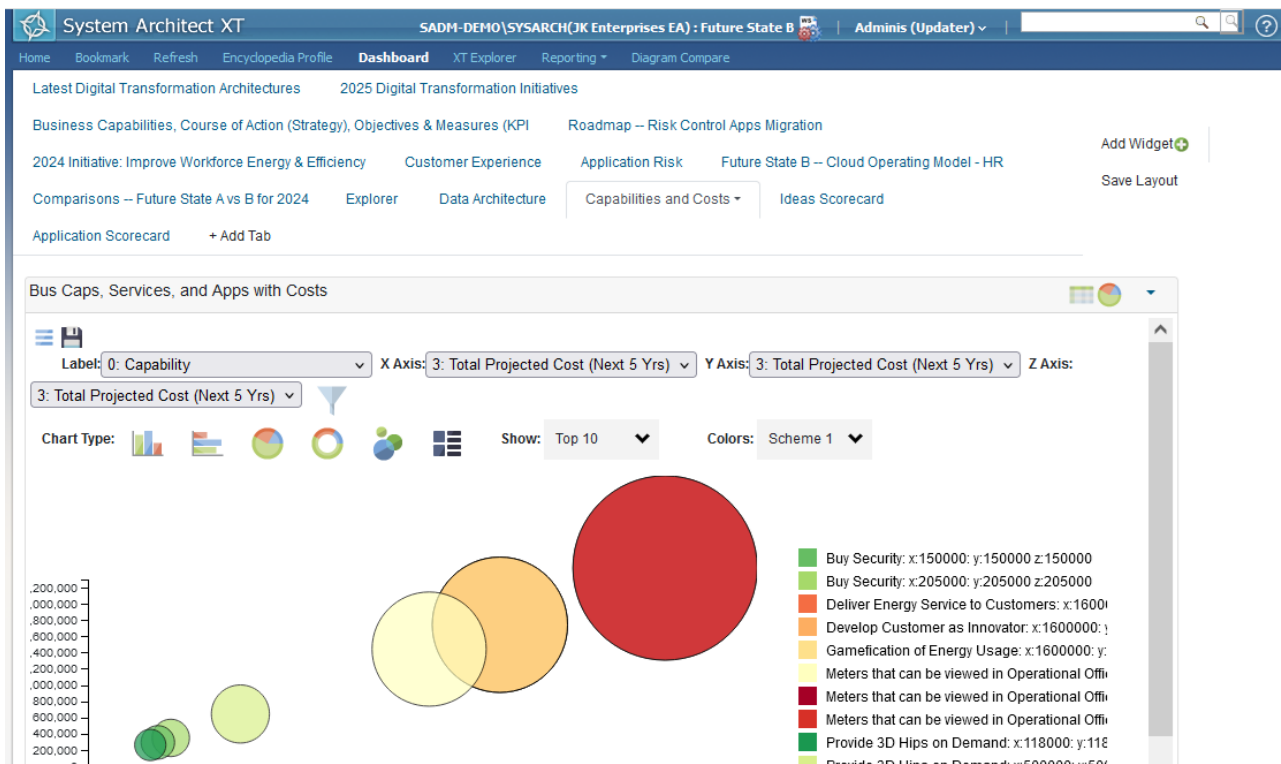 System Architect XT
SADM-DEMO\SYSARCH(JK Enterprises EA) : Future State B
WS
| Adminis (Updater) |
Home Bookmark Refresh Encyclopedia Profile Dashboard XT Explorer Reporting Diagram Compare
Latest Digital Transformation Architectures 2025 Digital Transformation Initiatives
Business Capabilities, Course of Action (Strategy), Objectives & Measures (KPI Roadmap -- Risk Control Apps Migration
2024 Initiative: Improve Workforce Energy & Efficiency Customer Experience Application Risk Future State B -- Cloud Operating Model - HR
Comparisons -- Future State A vs B for 2024 Explorer Data Architecture Capabilities and Costs Ideas Scorecard
Application Scorecard + Add Tab
Add Widget
Save Layout
Bus Caps, Services, and Apps with Costs
Label: 0: Capability X Axis: 3: Total Projected Cost (Next 5 Yrs) Y Axis: 3: Total Projected Cost (Next 5 Yrs) Z Axis:
3: Total Projected Cost (Next 5 Yrs)
Chart Type: Show: Top 10 Colors: Scheme 1
,200,000
,000,000
,800,000
,600,000
,400,000
,200,000
,000,000
800,000
600,000
400,000
200,000
Buy Security: x:150000: y:150000 z:150000
Buy Security: x:205000: y:205000 z:205000
Deliver Energy Service to Customers: x:1600
Develop Customer as Innovator: x:1600000: y
Gamefication of Energy Usage: x:1600000: y:
Meters that can be viewed in Operational Offi
Meters that can be viewed in Operational Offi
Meters that can be viewed in Operational Offi
Provide 3D Hips on Demand: x:118000: y:118
Provide 3D Hips on Demand: x:500000: y:50